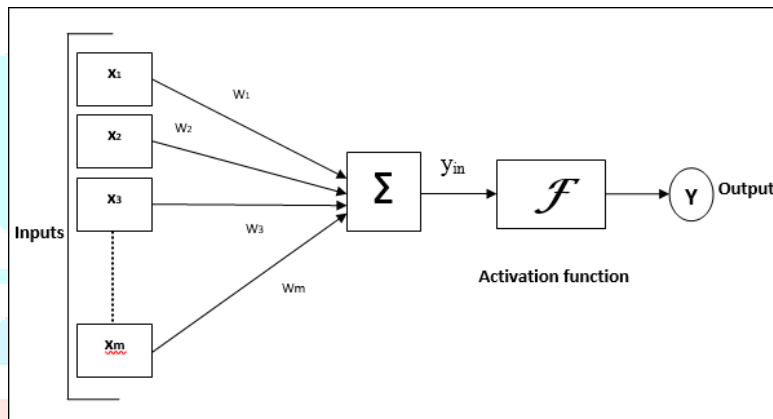 x1
W1
x2
W2
x3
W3
Inputs
Σ
yin
ℱ
Y
Output
Activation function
Wm
xm